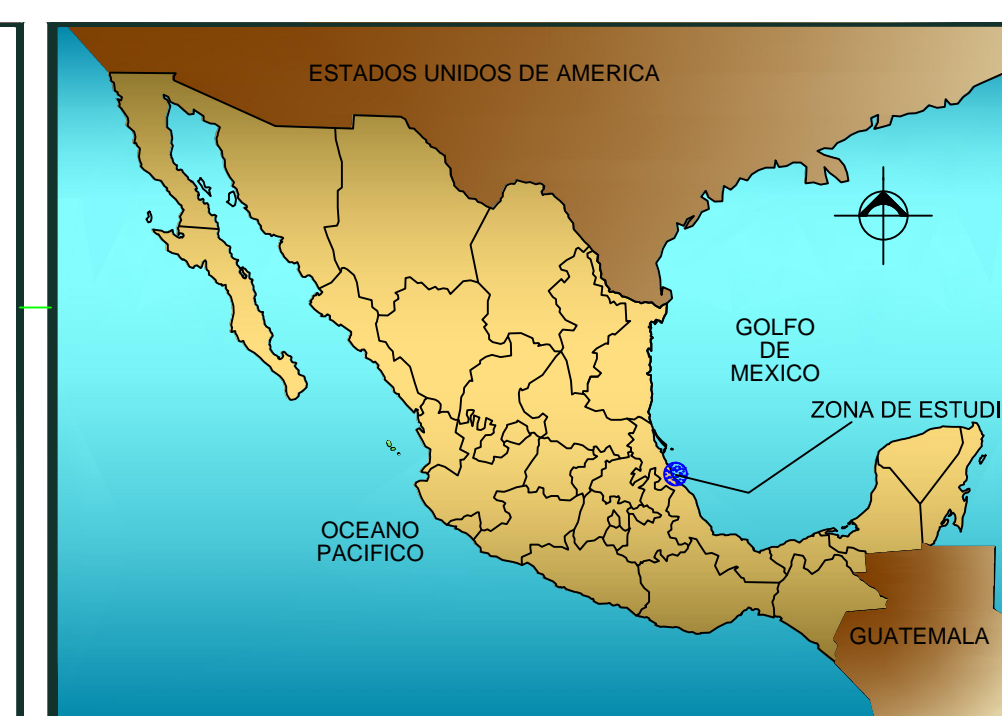 ESTADOS UNIDOS DE AMERICA
GOLFO
DE
MEXICO
ZONA DE ESTUDI
OCEANO
PACIFICO
GUATEMALA